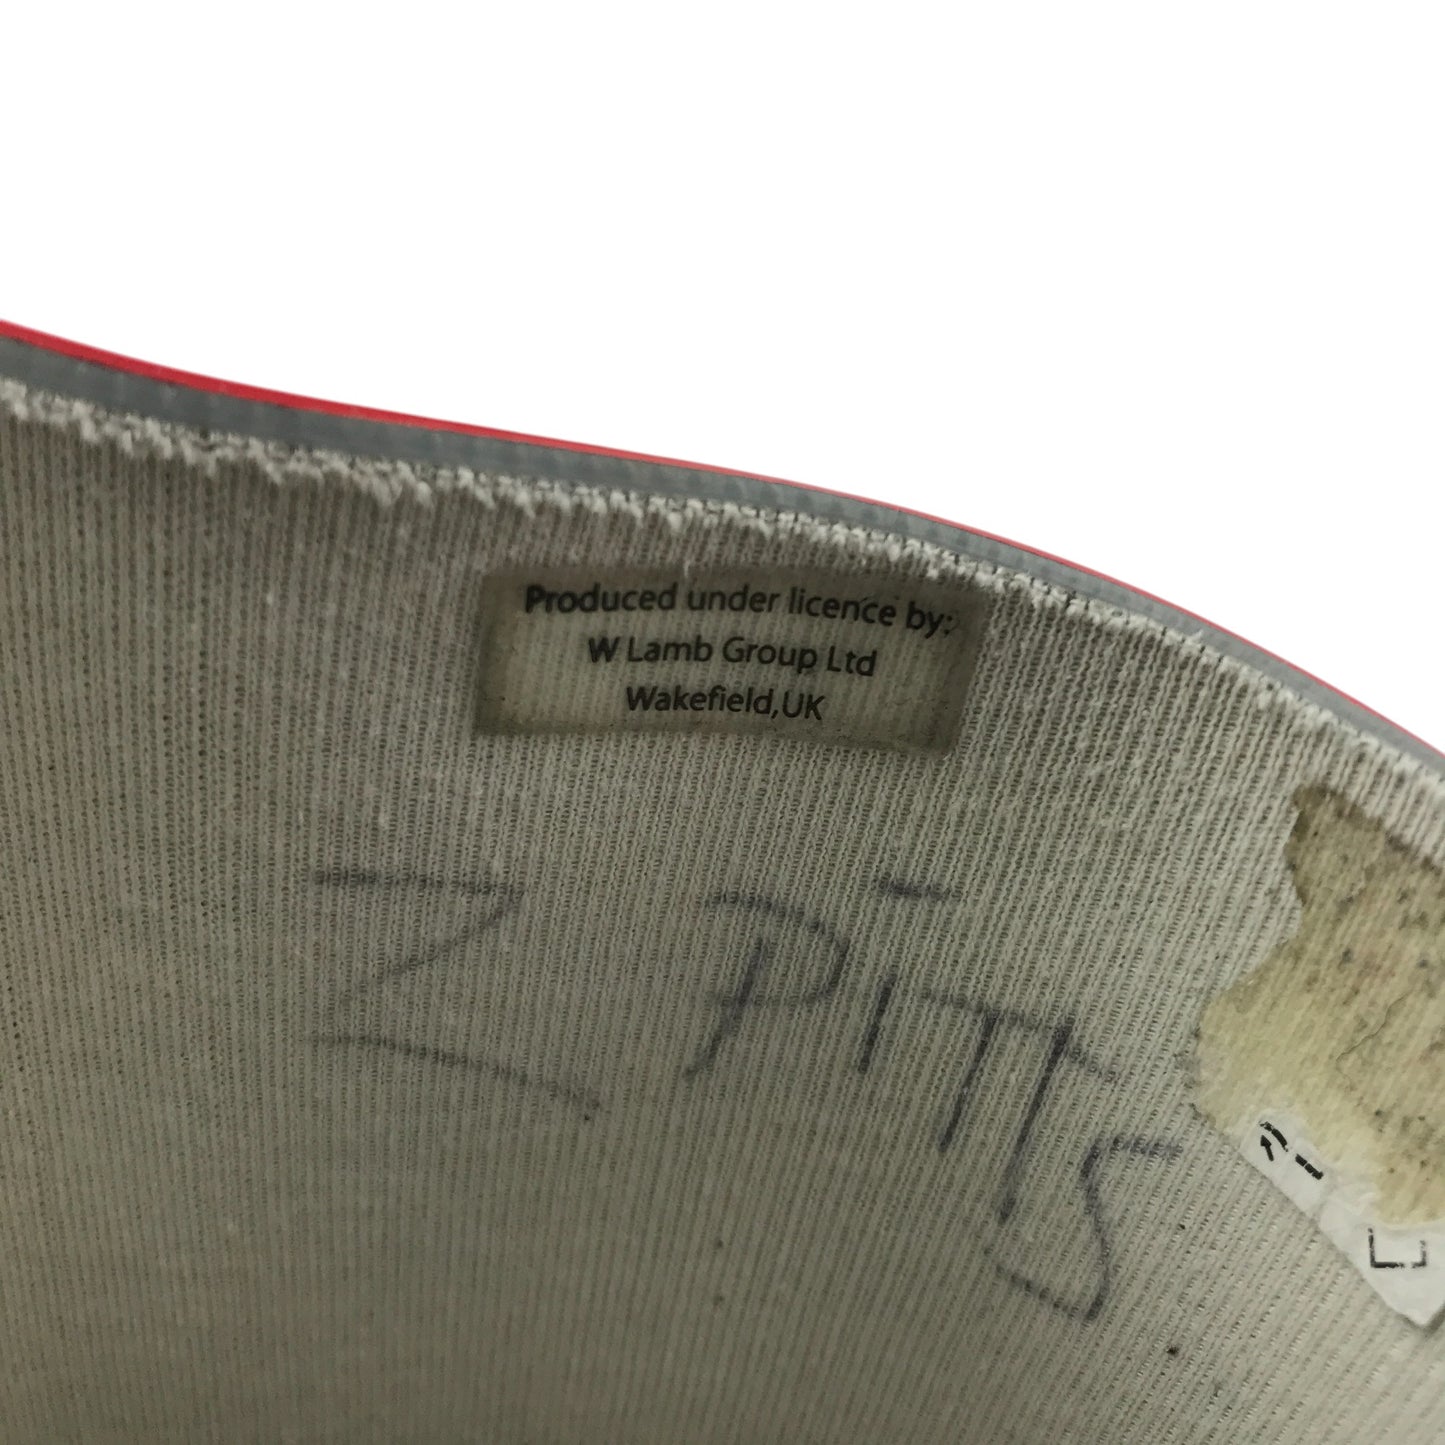 Produced under licence by:
W Lamb Group Ltd
Wakefield,UK
Z PITTS